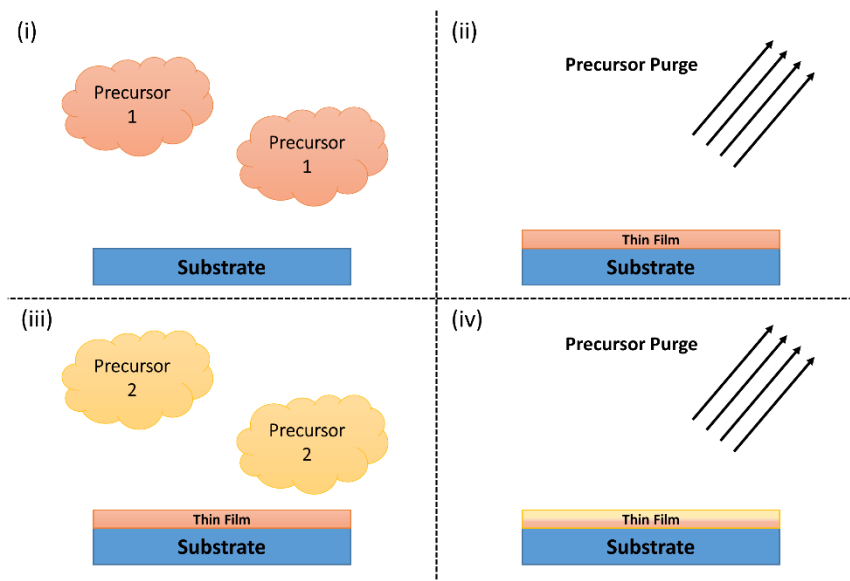 (i)
Precursor
1
Precursor
1
Substrate
(ii)
Precursor Purge
Thin Film
Substrate
(iii)
Precursor
2
Precursor
2
Thin Film
Substrate
(iv)
Precursor Purge
Thin Film
Substrate